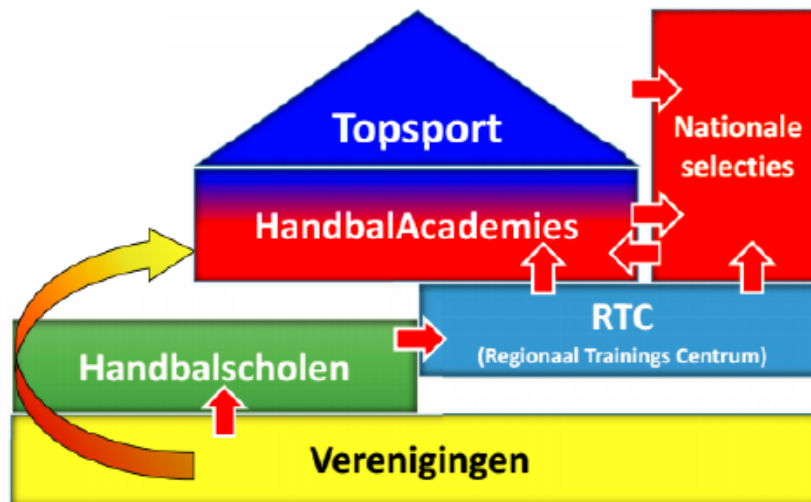 Topsport
Nationale
selecties
HandbalAcademies
RTC
(Regionaal Trainings Centrum)
Handbalscholen
Verenigingen